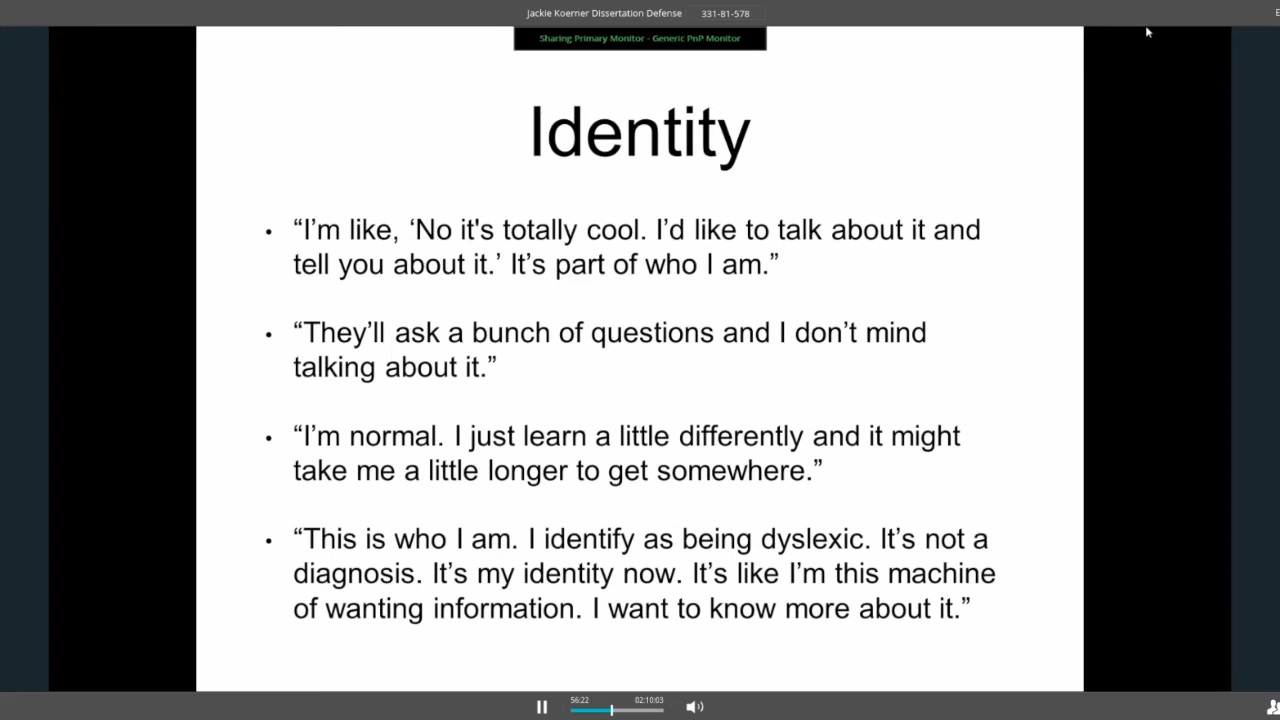 Jackie Koerner Dissertation Defense 331-81-578
E
Sharing Primary Monitor - Generic PnP Monitor
Identity
• “I’m like, ‘No it's totally cool. I’d like to talk about it and
tell you about it.’ It’s part of who I am.”
• “They’ll ask a bunch of questions and I don’t mind
talking about it.”
• “I’m normal. I just learn a little differently and it might
take me a little longer to get somewhere.”
• “This is who I am. I identify as being dyslexic. It’s not a
diagnosis. It’s my identity now. It’s like I’m this machine
of wanting information. I want to know more about it.”
56:22 02:10:03